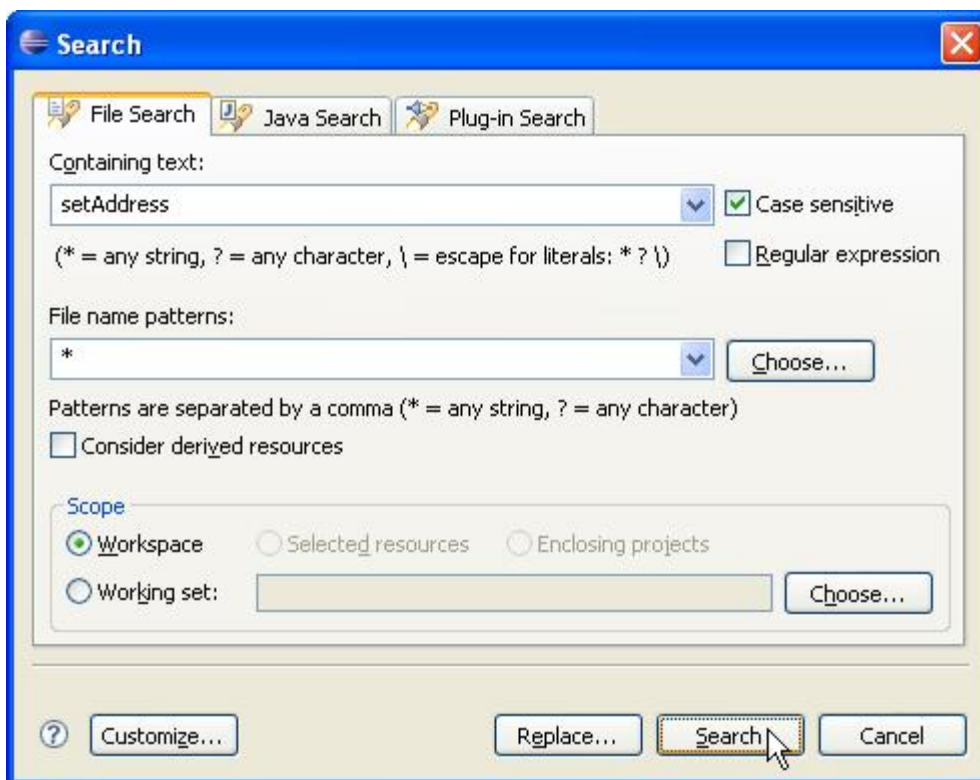 Search
File Search Java Search Plug-in Search
Containing text:
setAddress Case sensitive
(* = any string, ? = any character, \ = escape for literals: * ? \) Regular expression
File name patterns:
* Choose...
Patterns are separated by a comma (* = any string, ? = any character)
Consider derived resources
Scope
Workspace Selected resources Enclosing projects
Working set: Choose...
? Customize... Replace... Search Cancel